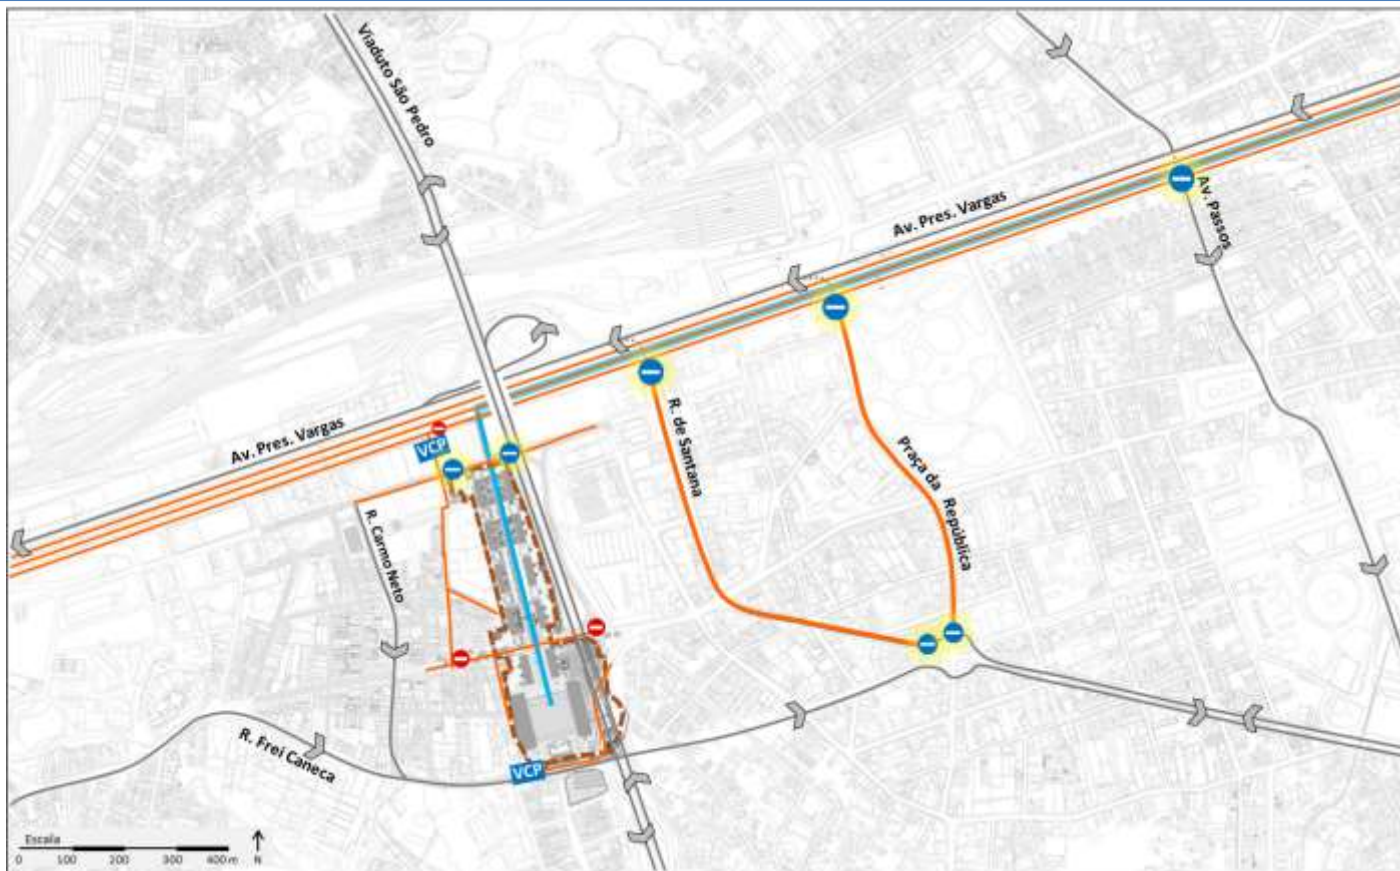 Viaduto São Pedro
Av. Pres. Vargas
Av. Passos
Av. Pres. Vargas
VCP
R. de Santana
Praça da República
R. Carmo Neto
R. Frei Caneca
VCP
Escala
0 100 200 300 400 m N